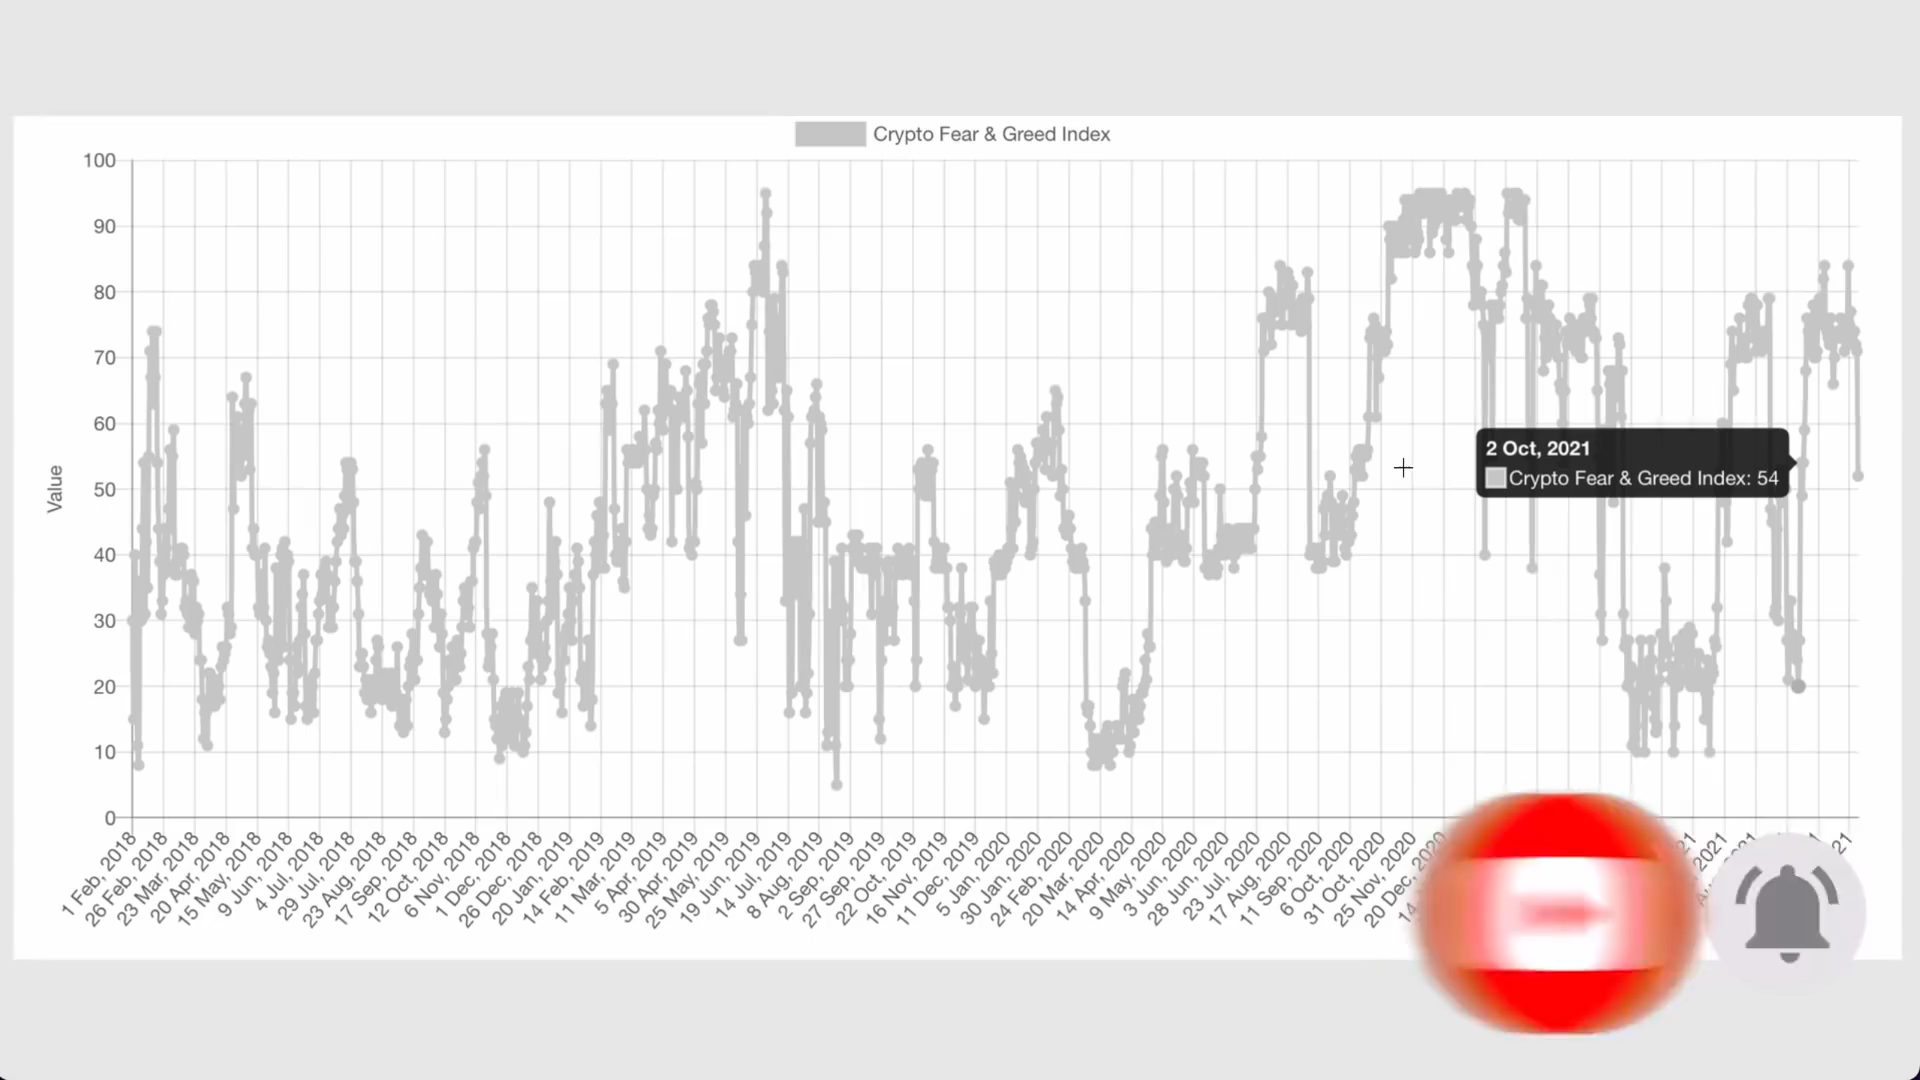 Crypto Fear & Greed Index
100
90
80
70
60
50
40
30
20
10
0
Value
2 Oct, 2021
Crypto Fear & Greed Index: 54
1 Feb, 2018
26 Feb, 2018
23 Mar, 2018
20 Apr, 2018
15 May, 2018
9 Jun, 2018
4 Jul, 2018
29 Jul, 2018
23 Aug, 2018
17 Sep, 2018
12 Oct, 2018
6 Nov, 2018
1 Dec, 2018
26 Dec, 2018
20 Jan, 2019
14 Feb, 2019
11 Mar, 2019
5 Apr, 2019
30 Apr, 2019
25 May, 2019
19 Jun, 2019
14 Jul, 2019
8 Aug, 2019
2 Sep, 2019
27 Sep, 2019
22 Oct, 2019
16 Nov, 2019
11 Dec, 2019
5 Jan, 2020
30 Jan, 2020
24 Feb, 2020
20 Mar, 2020
14 Apr, 2020
9 May, 2020
3 Jun, 2020
28 Jun, 2020
23 Jul, 2020
17 Aug, 2020
11 Sep, 2020
6 Oct, 2020
31 Oct, 2020
25 Nov, 2020
20 Dec, 2020